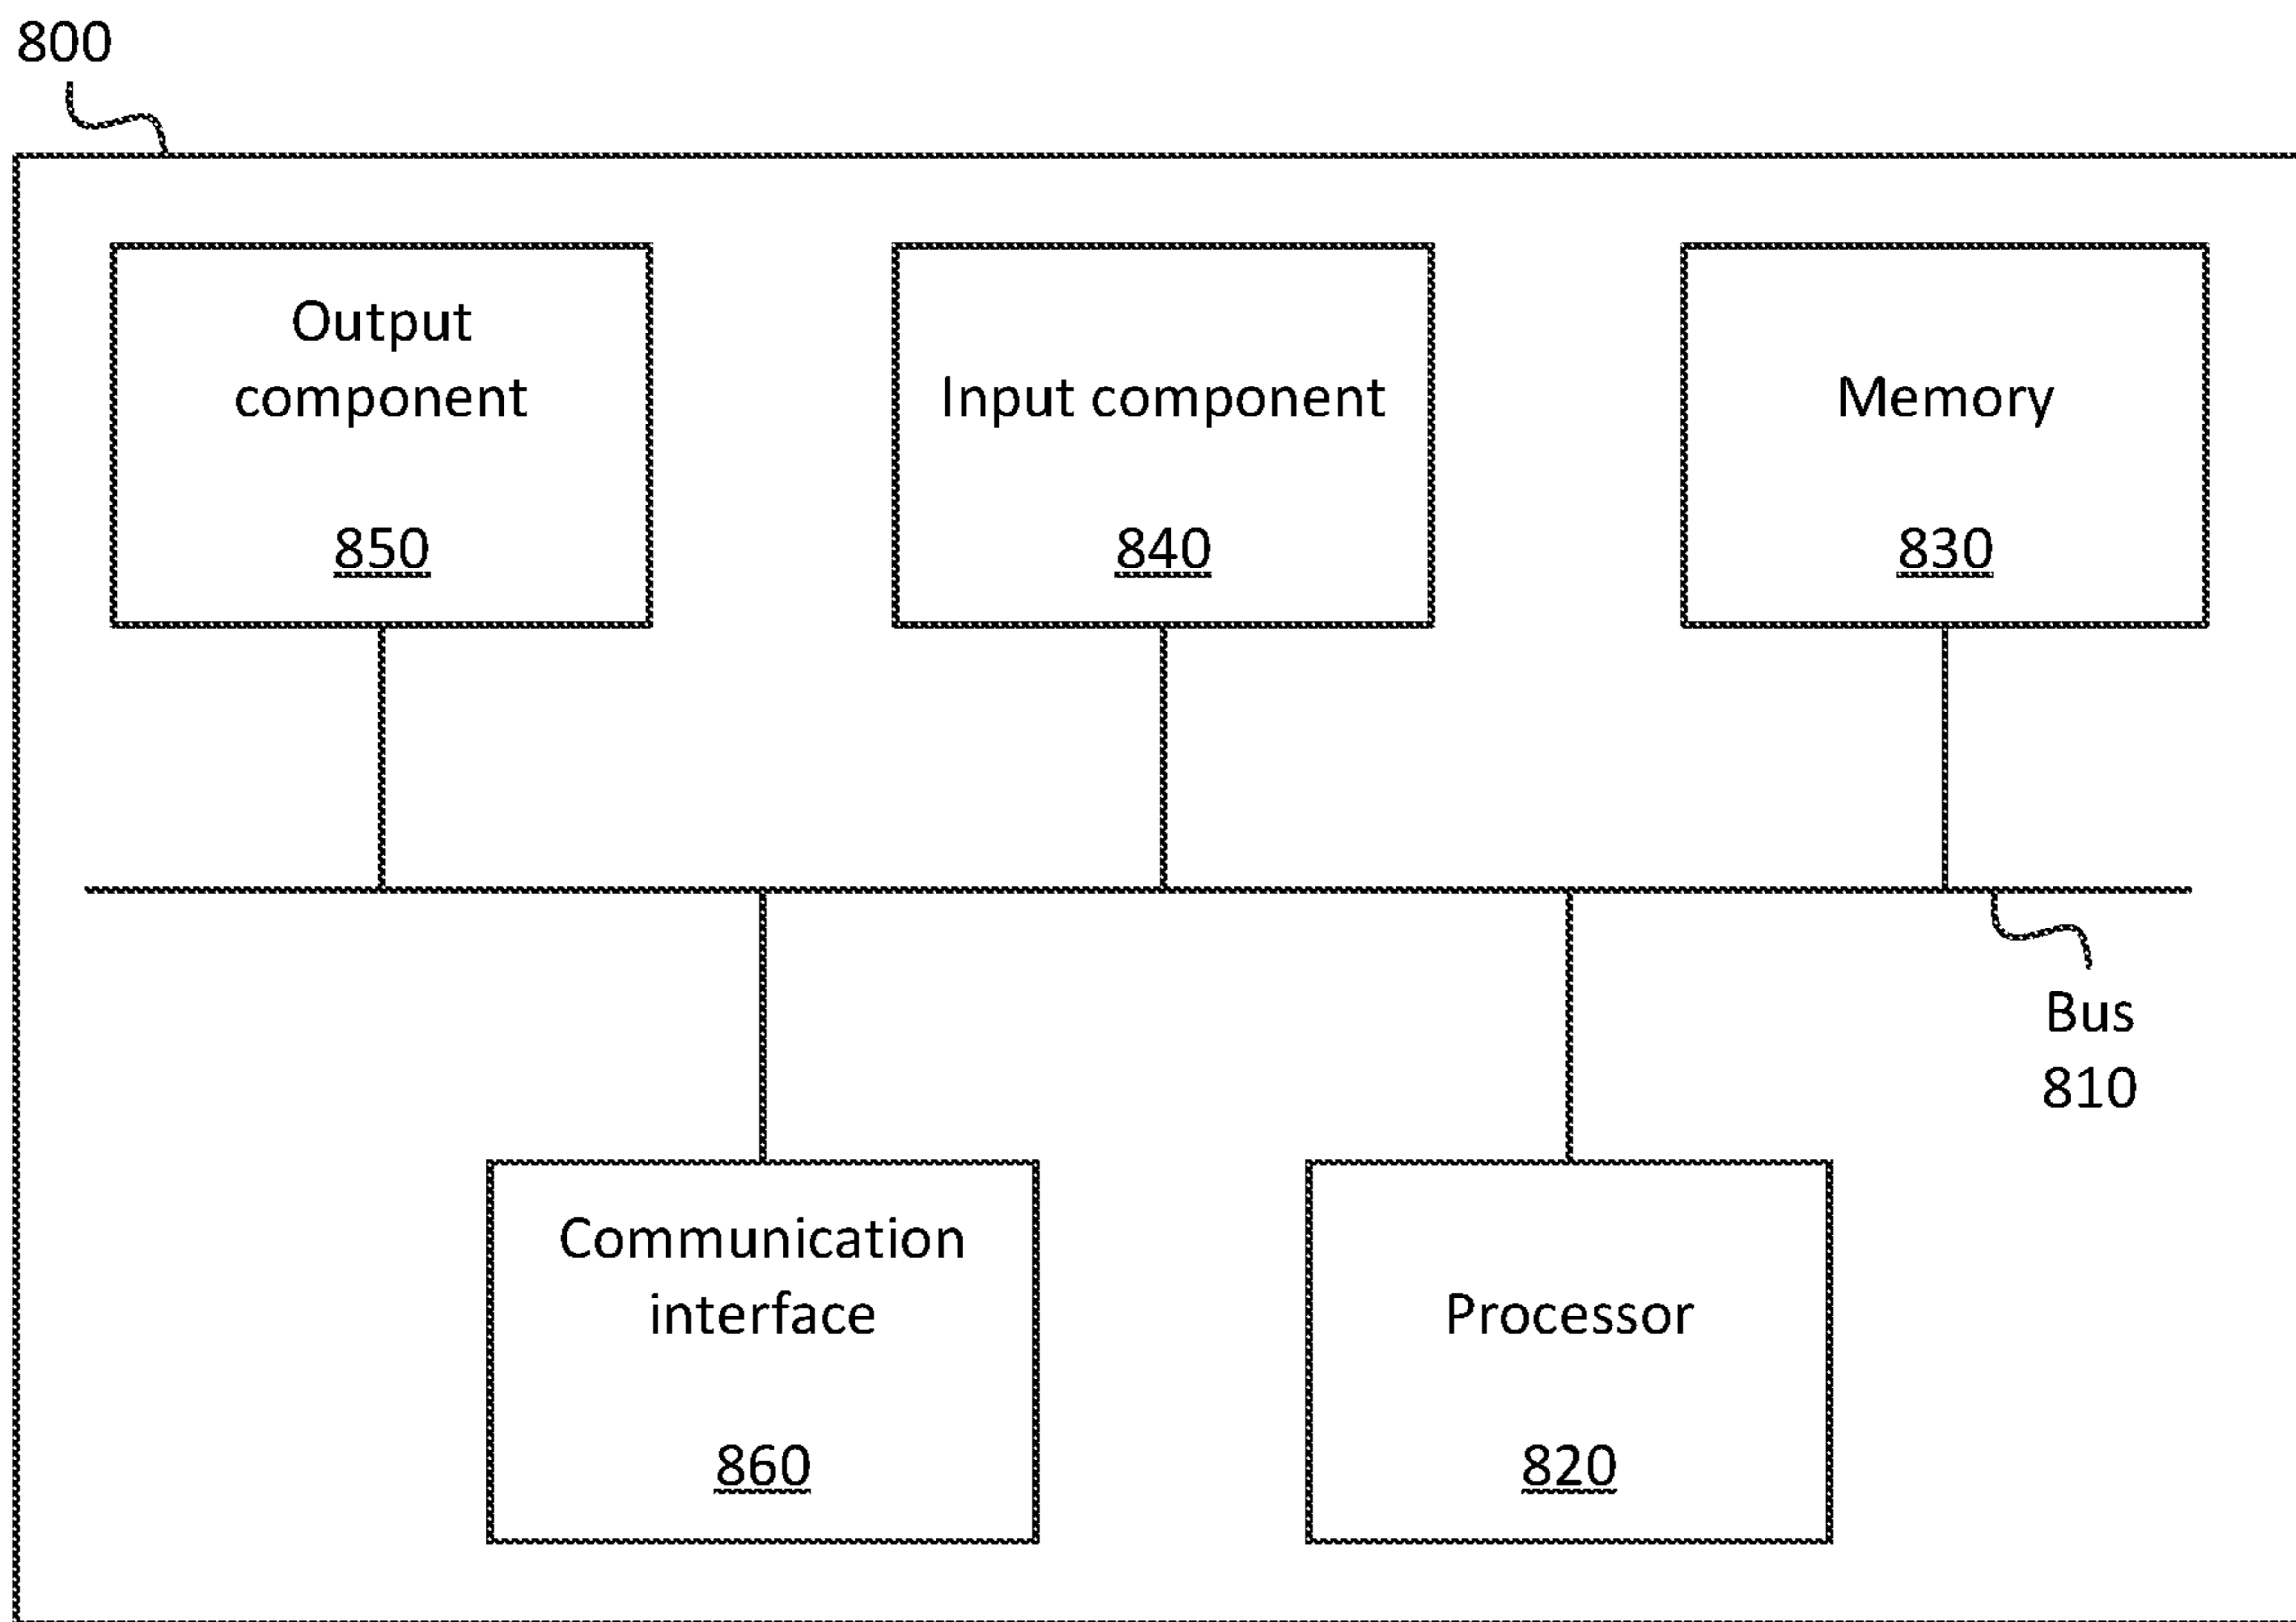 800
Output
component
850
Input component
840
Memory
830
Bus
810
Communication
interface
860
Processor
820